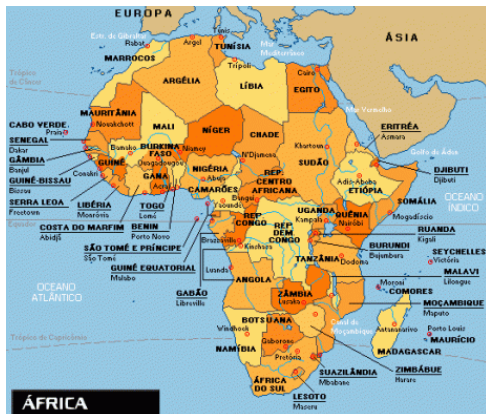 EUROPA
ÁSIA
Estr. de Gibraltar
Rabat
Argel
Túnis
TUNÍSIA
Mar
Mediterrâneo
MARROCOS
Trípoli
Cairo
ARGÉLIA
LÍBIA
EGITO
Trópico de
Câncer
Mar Vermelho
MAURITÂNIA
Nouakchott
CABO VERDE
Praia
MALI
NÍGER
CHADE
ERITRÉA
Asmara
SENEGAL
Dakar
BURKINA
FASO
Niamey
Khartoum
Golfo de Áden
GÂMBIA
Banjul
Bamako
Ouagadougou
N'Djamena
SUDÃO
DJIBUTI
Djibuti
GUINÉ
NIGÉRIA
Abuja
GUINÉ-BISSAU
Bissau
Conakri
GANA
Acra
CAMARÕES
REP.
CENTRO
AFRICANA
Adis-Abeba
ETIÓPIA
SERRA LEOA
Freetown
LIBÉRIA
Monróvia
TOGO
Lomé
Bangui
Yaoundé
SOMÁLIA
Mogadíscio
OCEANO
ÍNDICO
COSTA DO MARFIM
Abidjã
BENIN
Porto Novo
UGANDA
Kampala
QUÊNIA
Nairóbi
Equador
REP.
CONGO
REP
DEM
CONGO
RUANDA
Kigali
SÃO TOMÉ E PRÍNCIPE
São Tomé
Brazzaville
Kinshasa
BURUNDI
Bujumbura
GUINÉ EQUATORIAL
Malabo
TANZÂNIA
Dodoma
SEYCHELLES
Victória
OCEANO
ATLÂNTICO
GABÃO
Libreville
Luanda
MALAVI
Lilongue
ANGOLA
Moroni
COMORES
ZÂMBIA
Lusaka
MOÇAMBIQUE
Maputo
BOTSUANA
Canal de
Moçambique
Antananarivo
Porto Louis
MAURÍCIO
Windhoek
Gaborone
Trópico de Capricórnio
NAMÍBIA
Pretória
MADAGASCAR
ZIMBÁBUE
Harare
SUAZILÂNDIA
Mbabane
ÁFRICA
DO SUL
LESOTO
Maseru
ÁFRICA